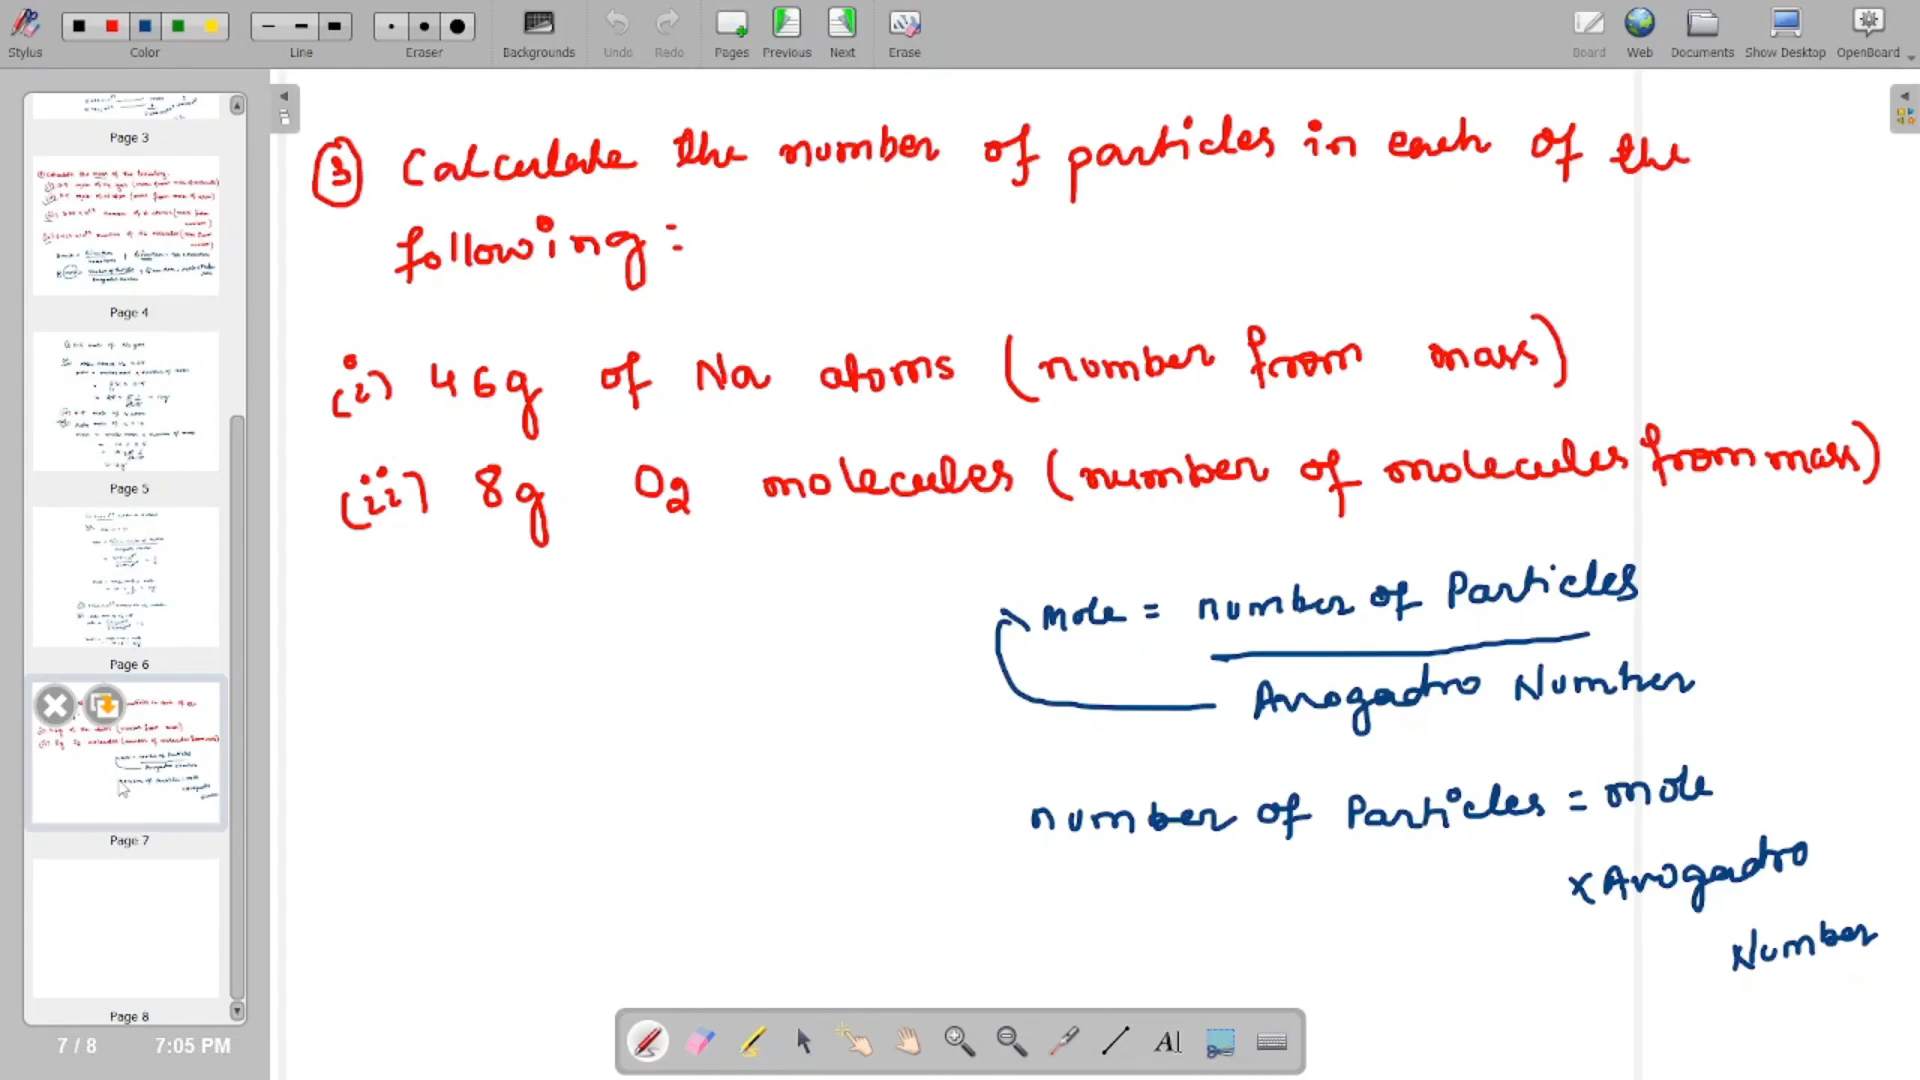 Stylus
Color
Line
Eraser
Backgrounds
Undo
Redo
Pages
Previous
Next
Erase
Board
Web
Documents
Show Desktop
OpenBoard
Page 3
Page 4
Page 5
Page 6
Page 7
Page 8
7 / 8
7:05 PM
③ Calculate the number of particles in each of the
following:
(i) 46g of Na atoms (number from mass)
(ii) 8g O2 molecules (number of molecules from mass)
mole = number of Particles
Avogadro Number
number of Particles = mole
x Avogadro
Number
AI